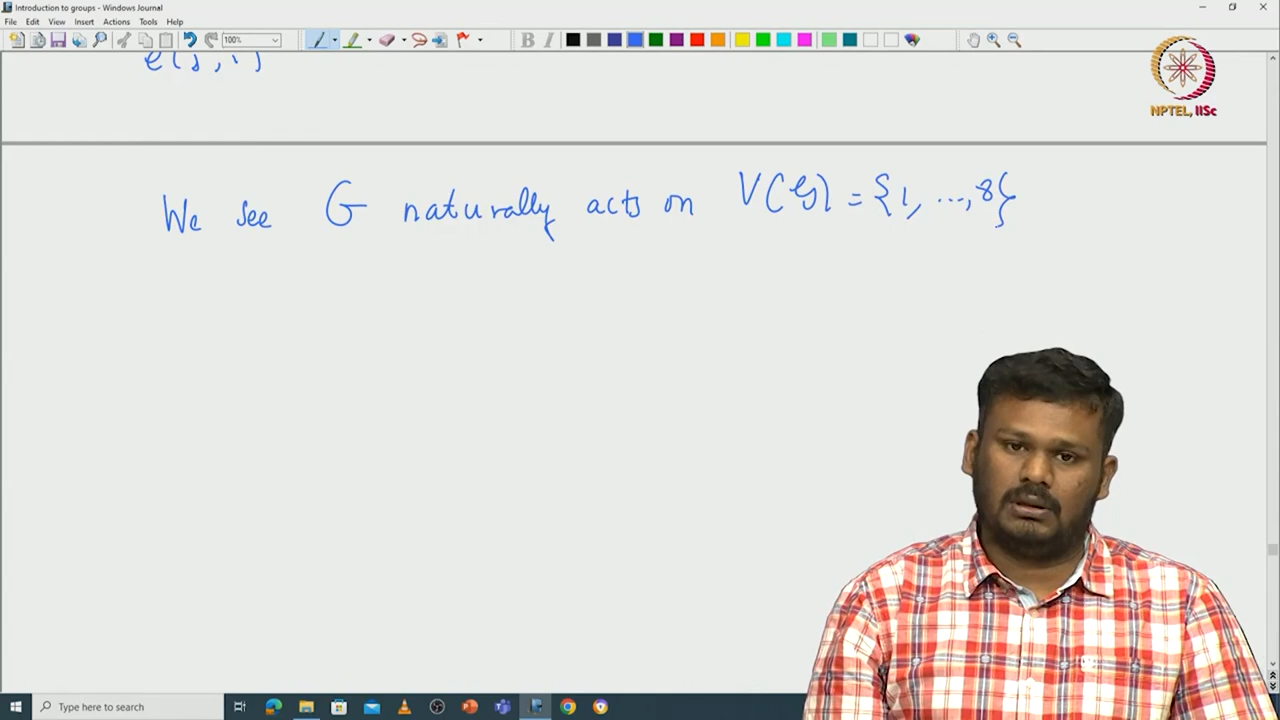 Introduction to groups - Windows Journal
File Edit View Insert Actions Tools Help
100%
B I
NPTEL, IISc
e(j, i)
We see G naturally acts on V(𝒢) = {1, ..., 8}
Type here to search